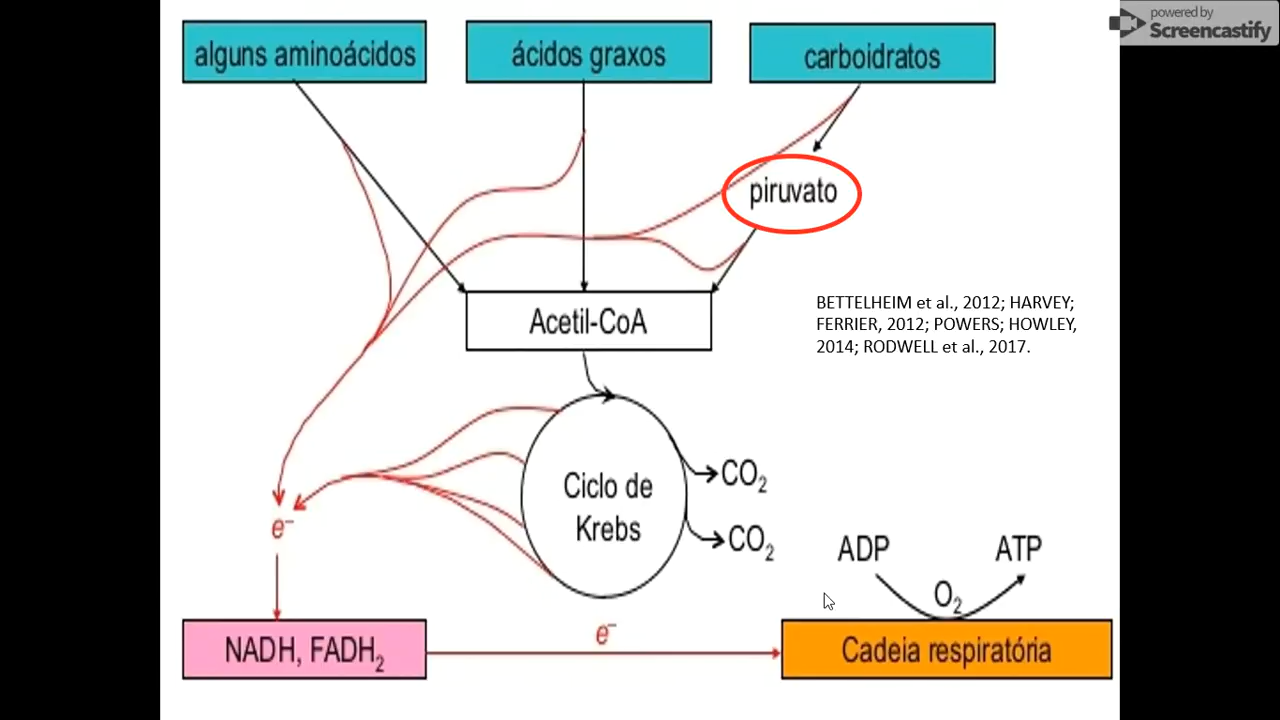 powered by
Screencastify
alguns aminoácidos
ácidos graxos
carboidratos
piruvato
BETTELHEIM et al., 2012; HARVEY;
FERRIER, 2012; POWERS; HOWLEY,
2014; RODWELL et al., 2017.
Acetil-CoA
Ciclo de
Krebs
CO₂
CO₂
e⁻
ADP
ATP
O₂
NADH, FADH₂
e⁻
Cadeia respiratória